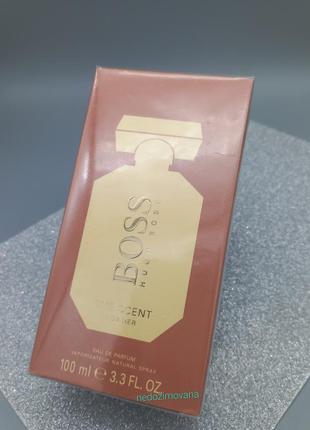 BOSS
HUGO BOSS
THE SCENT
FOR HER
EAU DE PARFUM
VAPORISATEUR NATURAL SPRAY
100 ml e 3.3 FL. OZ.
nedozimovana